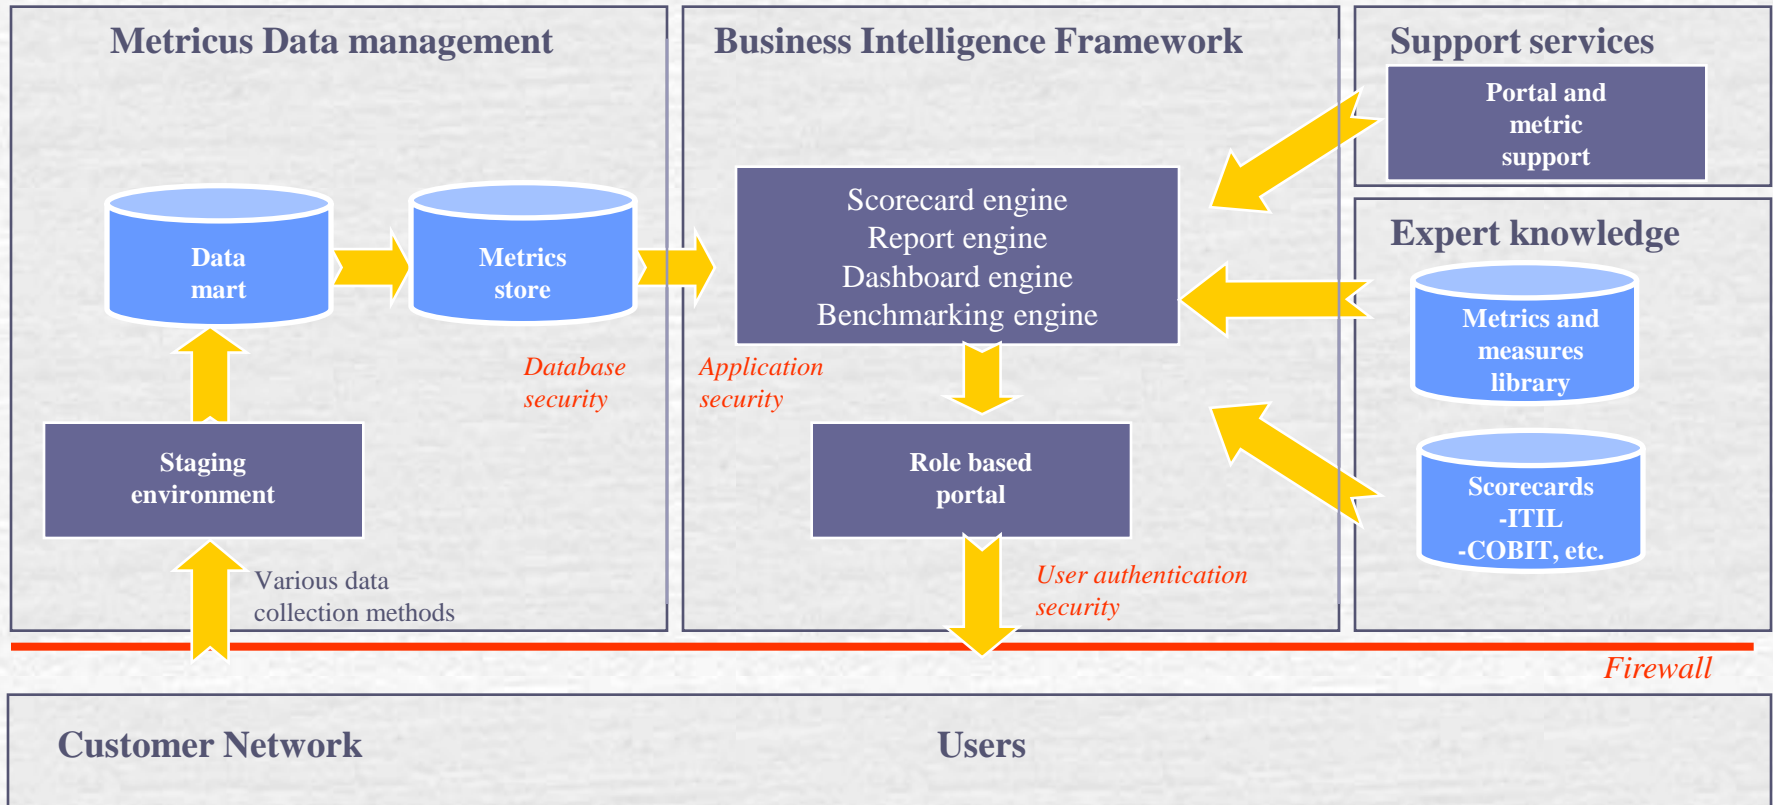 Metricus Data management
Data
mart
Metrics
store
Database
security
Staging
environment
Various data
collection methods
Business Intelligence Framework
Scorecard engine
Report engine
Dashboard engine
Benchmarking engine
Application
security
Role based
portal
User authentication
security
Support services
Portal and
metric
support
Expert knowledge
Metrics and
measures
library
Scorecards
-ITIL
-COBIT, etc.
Firewall
Customer Network
Users